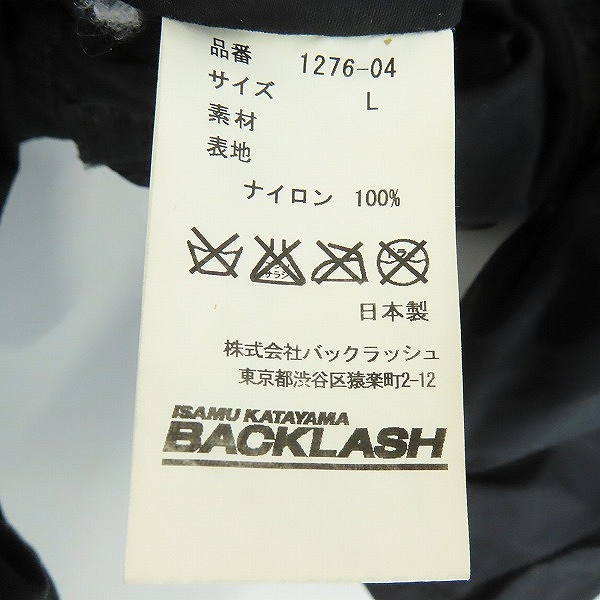 品番 1276-04
サイズ L
素材
表地
ナイロン 100%
日本製
株式会社バックラッシュ
東京都渋谷区猿楽町2-12
ISAMU KATAYAMA
BACKLASH